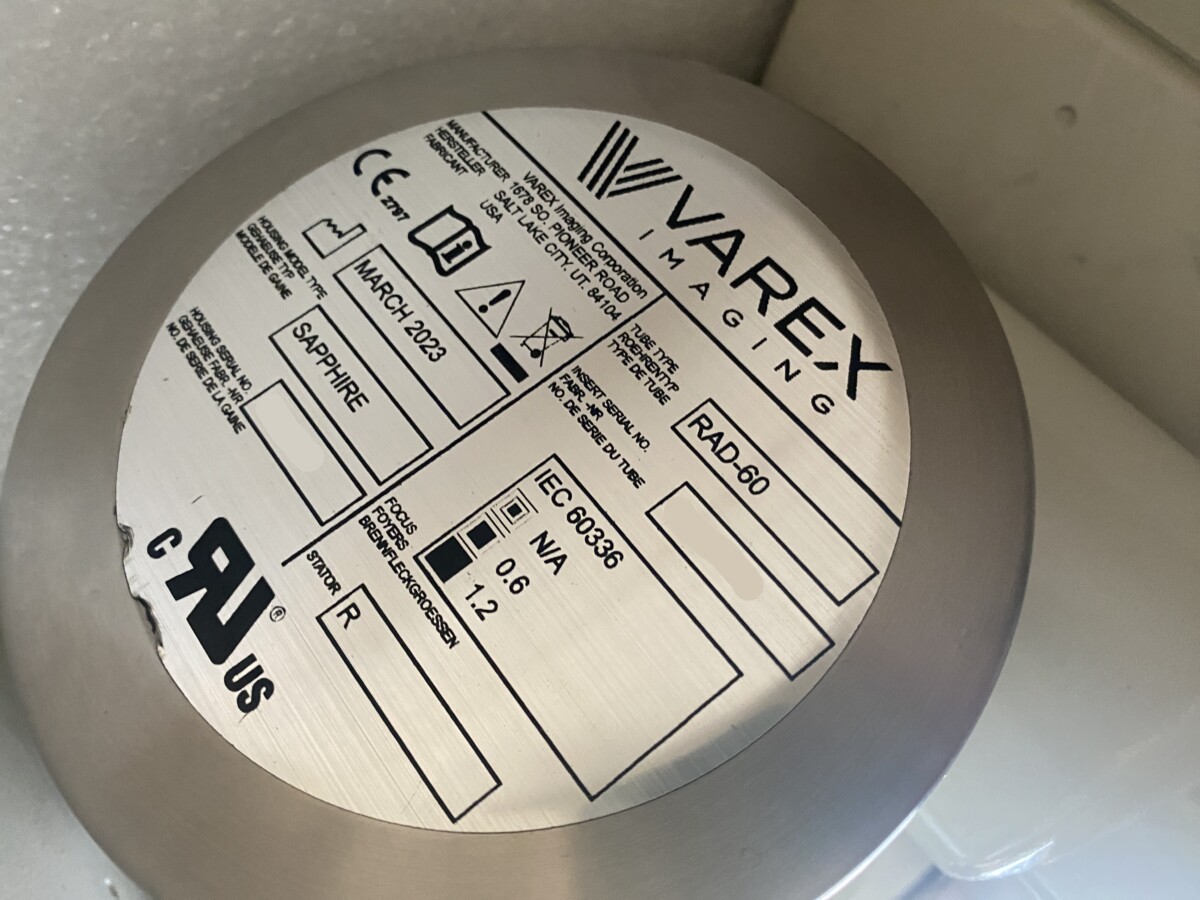 VAREX
IMAGING
MANUFACTURER
HERSTELLER
FABRICANT
VAREX Imaging Corporation
1678 SO. PIONEER ROAD
SALT LAKE CITY. UT. 84104
USA
CE 2797
MARCH 2023
HOUSING MODEL TYPE
GEHAEUSE TYP
MODELE DE GAINE
SAPPHIRE
HOUSING SERIAL NO.
GEHAEUSE FABR. -NR
NO. DE SERIE DE LA GAINE
TUBE TYPE
ROEHRENTYP
TYPE DE TUBE
RAD-60
INSERT SERIAL NO.
FABR. -NR
NO. DE SERIE DU TUBE
FOCUS
FOYERS
BRENNFLECKGROESSEN
IEC 60336
N/A
0.6
1.2
STATOR
R
C RU ® US